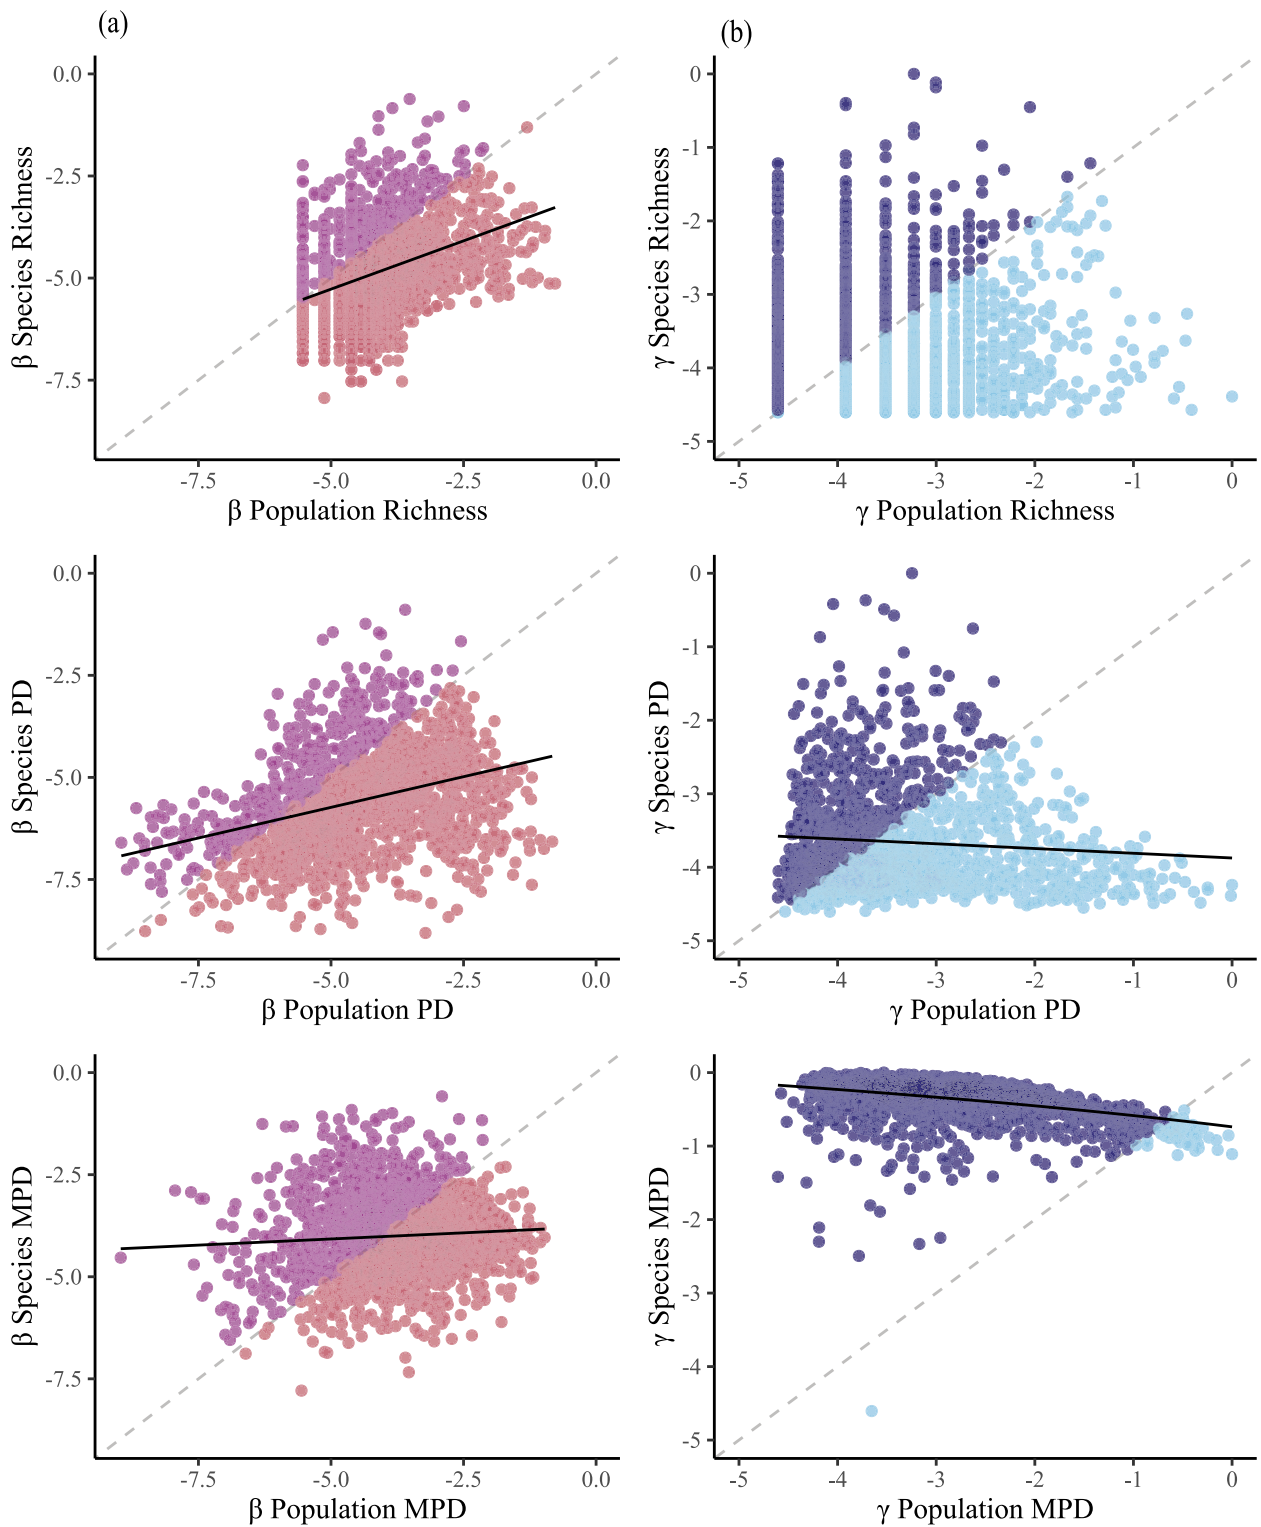 (a)
(b)
0.0
-2.5
-5.0
-7.5
β Species Richness
-7.5 -5.0 -2.5 0.0
β Population Richness
0
-1
-2
-3
-4
-5
γ Species Richness
-5 -4 -3 -2 -1 0
γ Population Richness
0.0
-2.5
-5.0
-7.5
β Species PD
-7.5 -5.0 -2.5 0.0
β Population PD
0
-1
-2
-3
-4
-5
γ Species PD
-5 -4 -3 -2 -1 0
γ Population PD
0.0
-2.5
-5.0
-7.5
β Species MPD
-7.5 -5.0 -2.5 0.0
β Population MPD
0
-1
-2
-3
-4
-5
γ Species MPD
-5 -4 -3 -2 -1 0
γ Population MPD